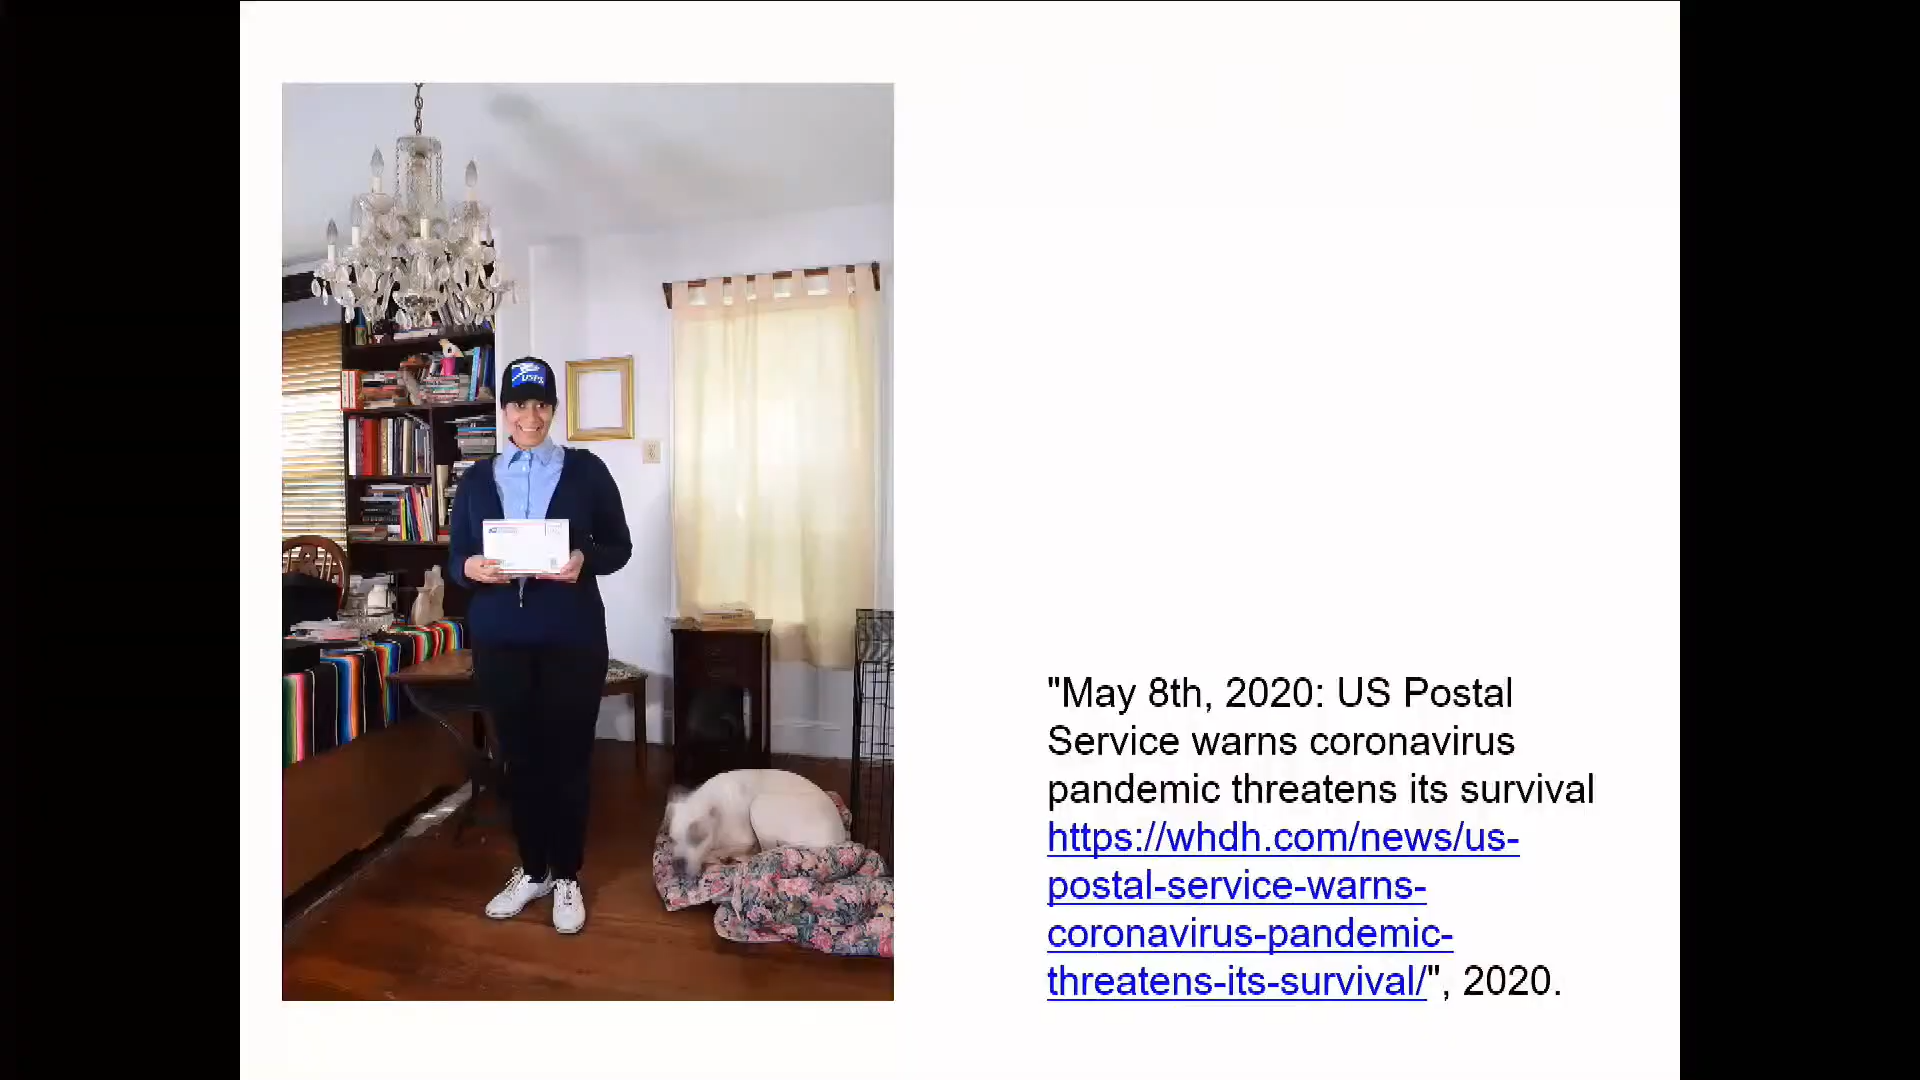 USPS
"May 8th, 2020: US Postal
Service warns coronavirus
pandemic threatens its survival
https://whdh.com/news/us-
postal-service-warns-
coronavirus-pandemic-
threatens-its-survival/", 2020.